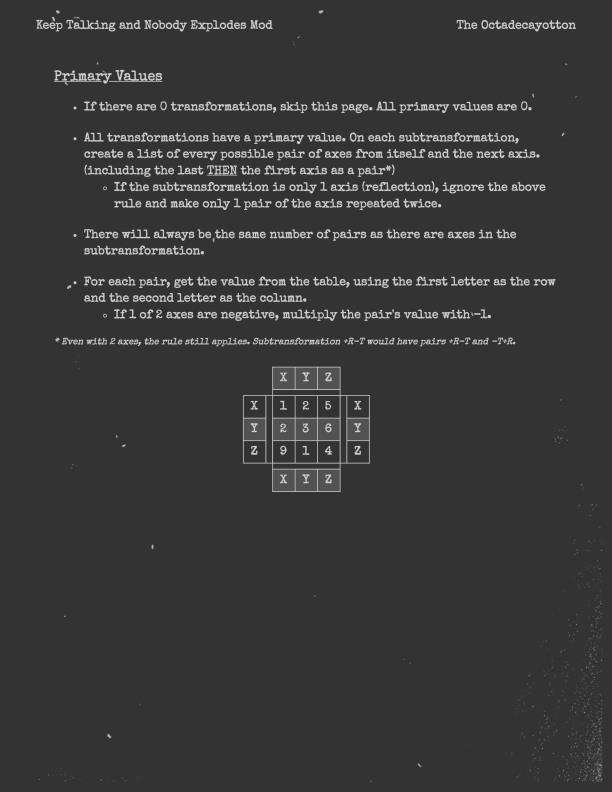 Keep Talking and Nobody Explodes Mod The Octadecayotton
Primary Values
• If there are 0 transformations, skip this page. All primary values are 0.
• All transformations have a primary value. On each subtransformation,
create a list of every possible pair of axes from itself and the next axis.
(including the last THEN the first axis as a pair*)
◦ If the subtransformation is only 1 axis (reflection), ignore the above
rule and make only 1 pair of the axis repeated twice.
• There will always be the same number of pairs as there are axes in the
subtransformation.
• For each pair, get the value from the table, using the first letter as the row
and the second letter as the column.
◦ If 1 of 2 axes are negative, multiply the pair's value with -1.
* Even with 2 axes, the rule still applies. Subtransformation +R-T would have pairs +R-T and -T+R.
X Y Z
X 1 2 5 X
Y 2 3 6 Y
Z 9 1 4 Z
X Y Z